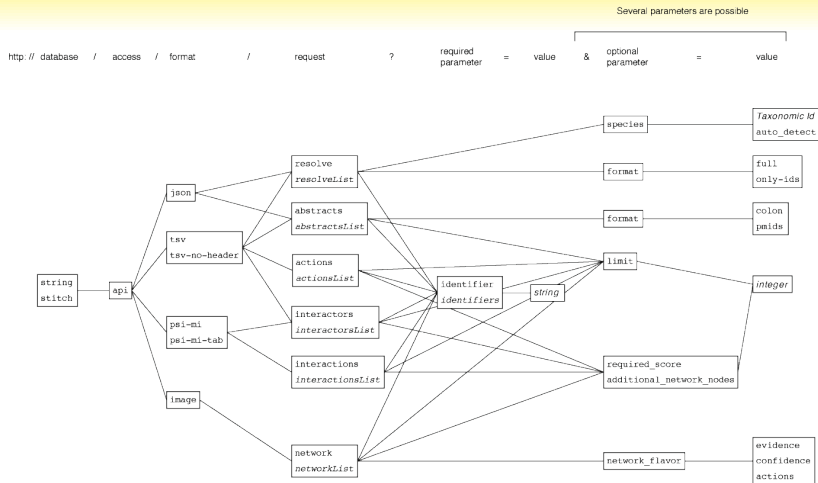 Several parameters are possible
http: // database / access / format / request ? required parameter = value & optional parameter = value
string
stitch
api
json
tsv
tsv-no-header
psi-mi
psi-mi-tab
image
resolve
resolveList
abstracts
abstractsList
actions
actionsList
interactors
interactorsList
interactions
interactionsList
network
networkList
identifier
identifiers
string
species
format
format
limit
required_score
additional_network_nodes
network_flavor
Taxonomic Id
auto_detect
full
only-ids
colon
pmids
integer
evidence
confidence
actions